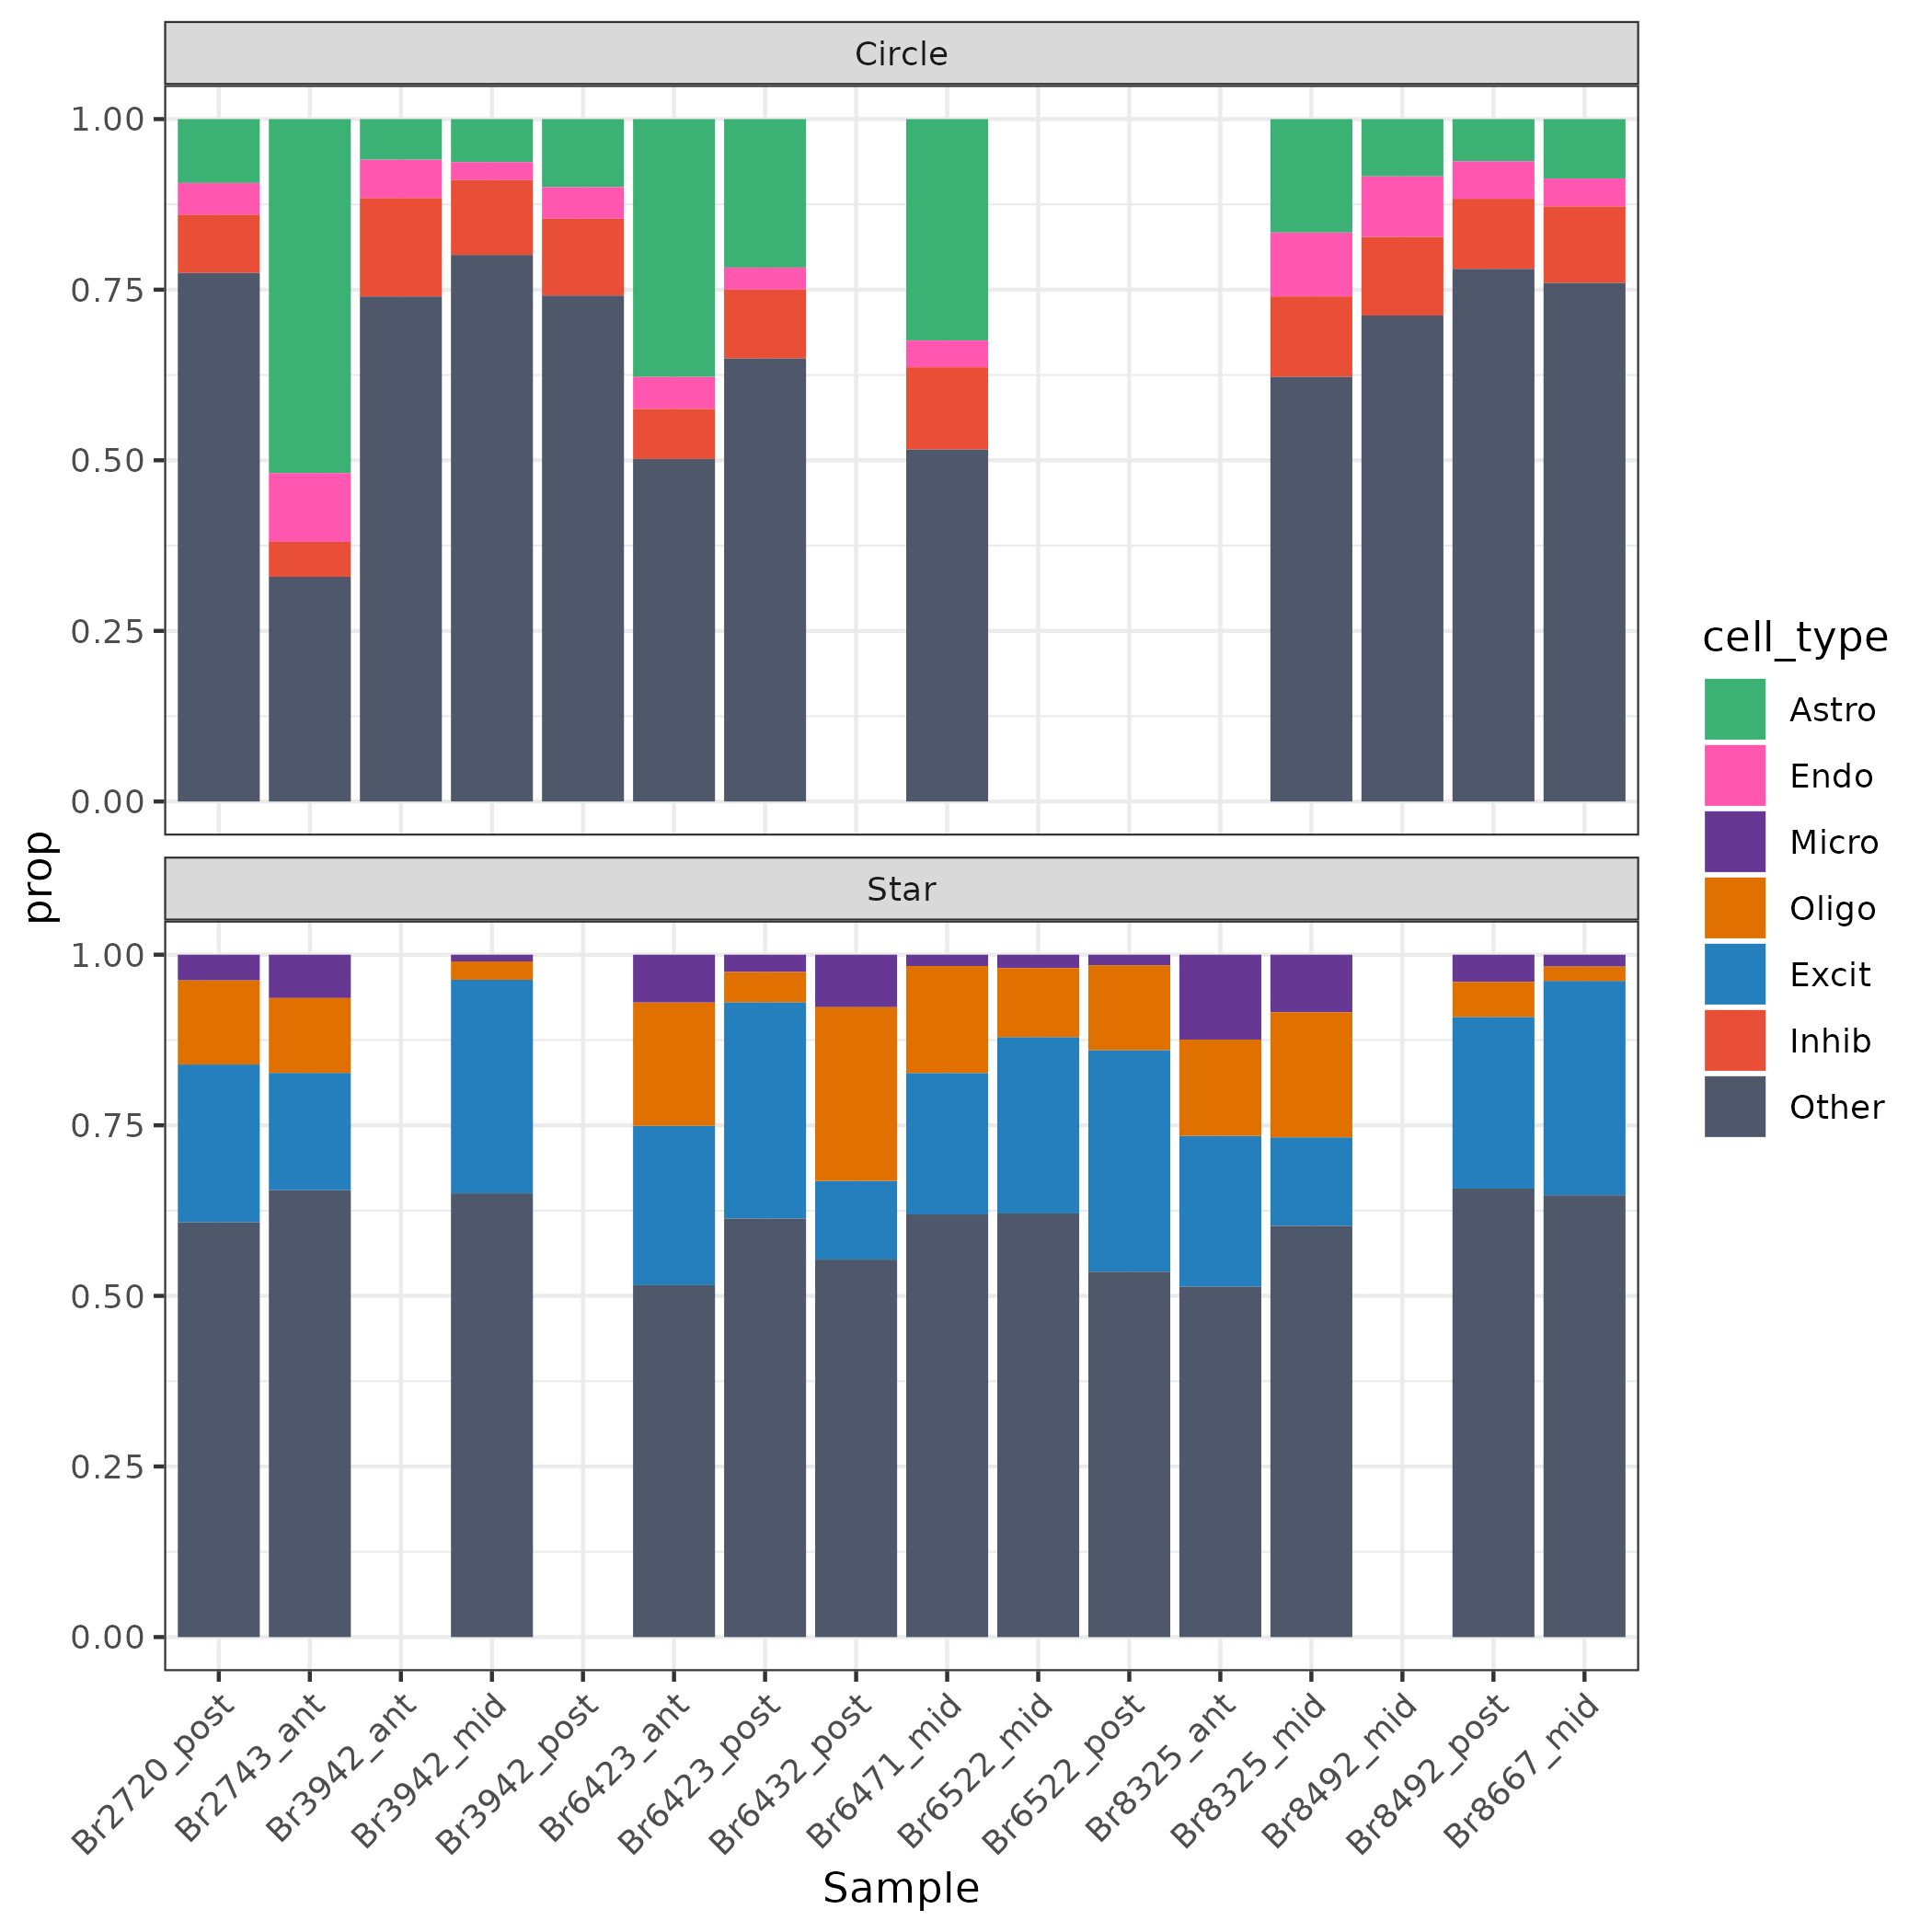 Circle
1.00
0.75
0.50
0.25
0.00
prop
Star
1.00
0.75
0.50
0.25
0.00
Br2720_post
Br2743_ant
Br3942_ant
Br3942_mid
Br3942_post
Br6423_ant
Br6423_post
Br6432_post
Br6471_mid
Br6522_mid
Br6522_post
Br8325_ant
Br8325_mid
Br8492_mid
Br8492_post
Br8667_mid
Sample
cell_type
Astro
Endo
Micro
Oligo
Excit
Inhib
Other